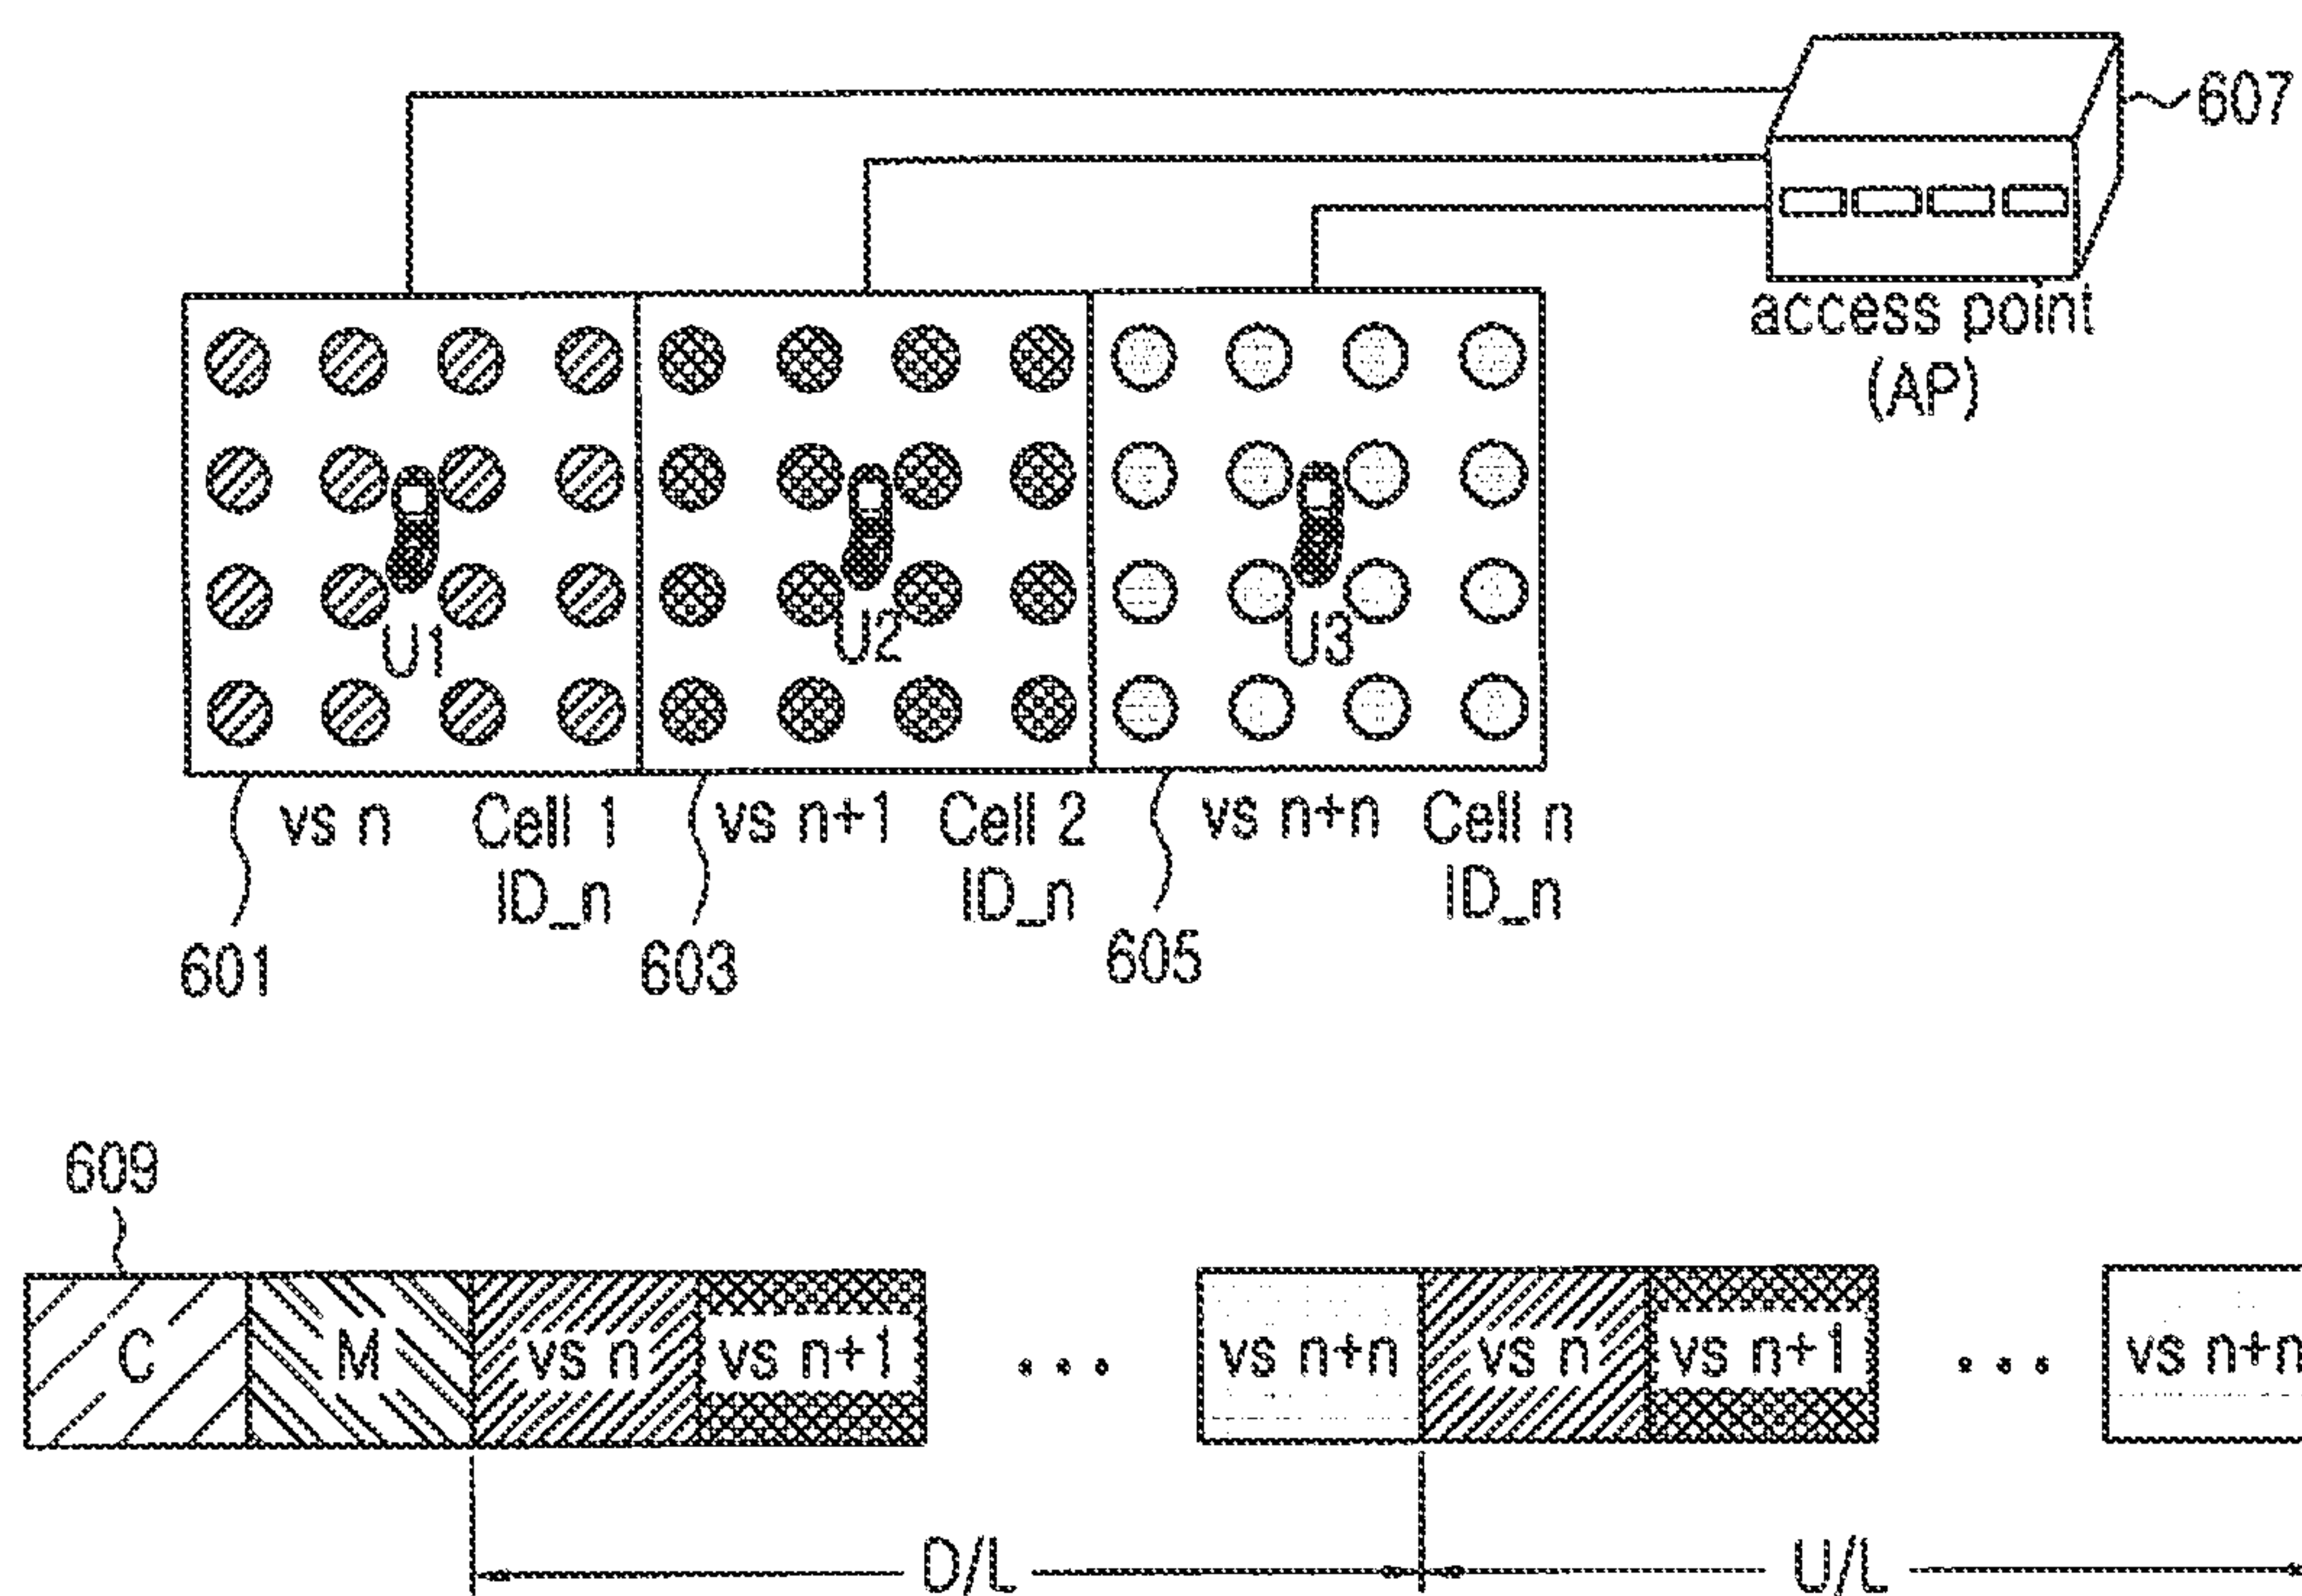 607
access point
(AP)
U1
U2
U3
vs n
Cell 1
ID_n
vs n+1
Cell 2
ID_n
vs n+n
Cell n
ID_n
601
603
605
609
C
M
vs n
vs n+1
...
vs n+n
vs n
vs n+1
...
vs n+n
D/L
U/L